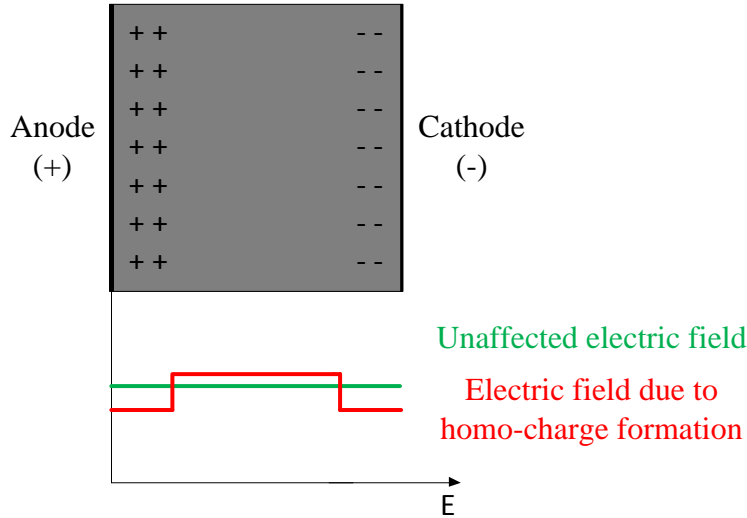 + + - -
+ + - -
+ + - -
Anode
(+)
+ + - -
Cathode
(-)
+ + - -
+ + - -
+ + - -
Unaffected electric field
Electric field due to
homo-charge formation
E